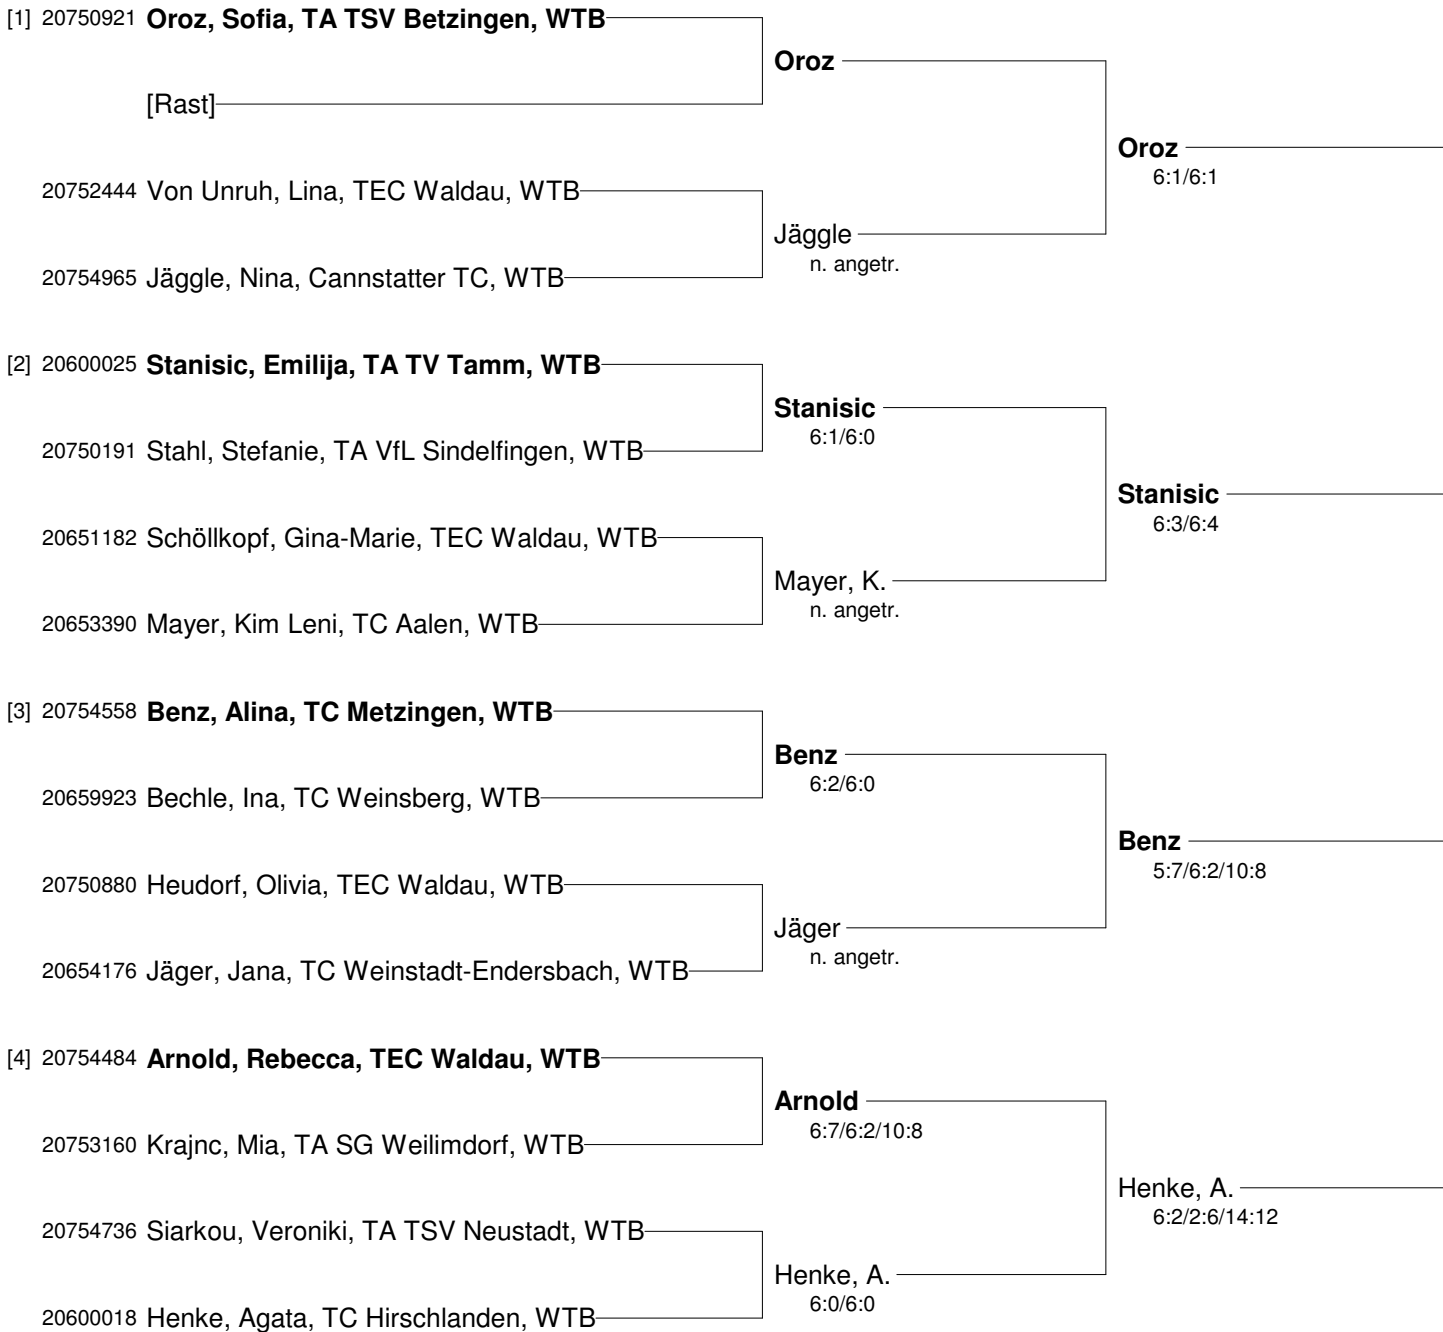 [1] 20750921 Oroz, Sofia, TA TSV Betzingen, WTB
Oroz
[Rast]
Oroz
6:1/6:1
20752444 Von Unruh, Lina, TEC Waldau, WTB
Jäggle
n. angetr.
20754965 Jäggle, Nina, Cannstatter TC, WTB
[2] 20600025 Stanisic, Emilija, TA TV Tamm, WTB
Stanisic
6:1/6:0
20750191 Stahl, Stefanie, TA VfL Sindelfingen, WTB
Stanisic
6:3/6:4
20651182 Schöllkopf, Gina-Marie, TEC Waldau, WTB
Mayer, K.
n. angetr.
20653390 Mayer, Kim Leni, TC Aalen, WTB
[3] 20754558 Benz, Alina, TC Metzingen, WTB
Benz
6:2/6:0
20659923 Bechle, Ina, TC Weinsberg, WTB
Benz
5:7/6:2/10:8
20750880 Heudorf, Olivia, TEC Waldau, WTB
Jäger
n. angetr.
20654176 Jäger, Jana, TC Weinstadt-Endersbach, WTB
[4] 20754484 Arnold, Rebecca, TEC Waldau, WTB
Arnold
6:7/6:2/10:8
20753160 Krajnc, Mia, TA SG Weilimdorf, WTB
Henke, A.
6:2/2:6/14:12
20754736 Siarkou, Veroniki, TA TSV Neustadt, WTB
Henke, A.
6:0/6:0
20600018 Henke, Agata, TC Hirschlanden, WTB